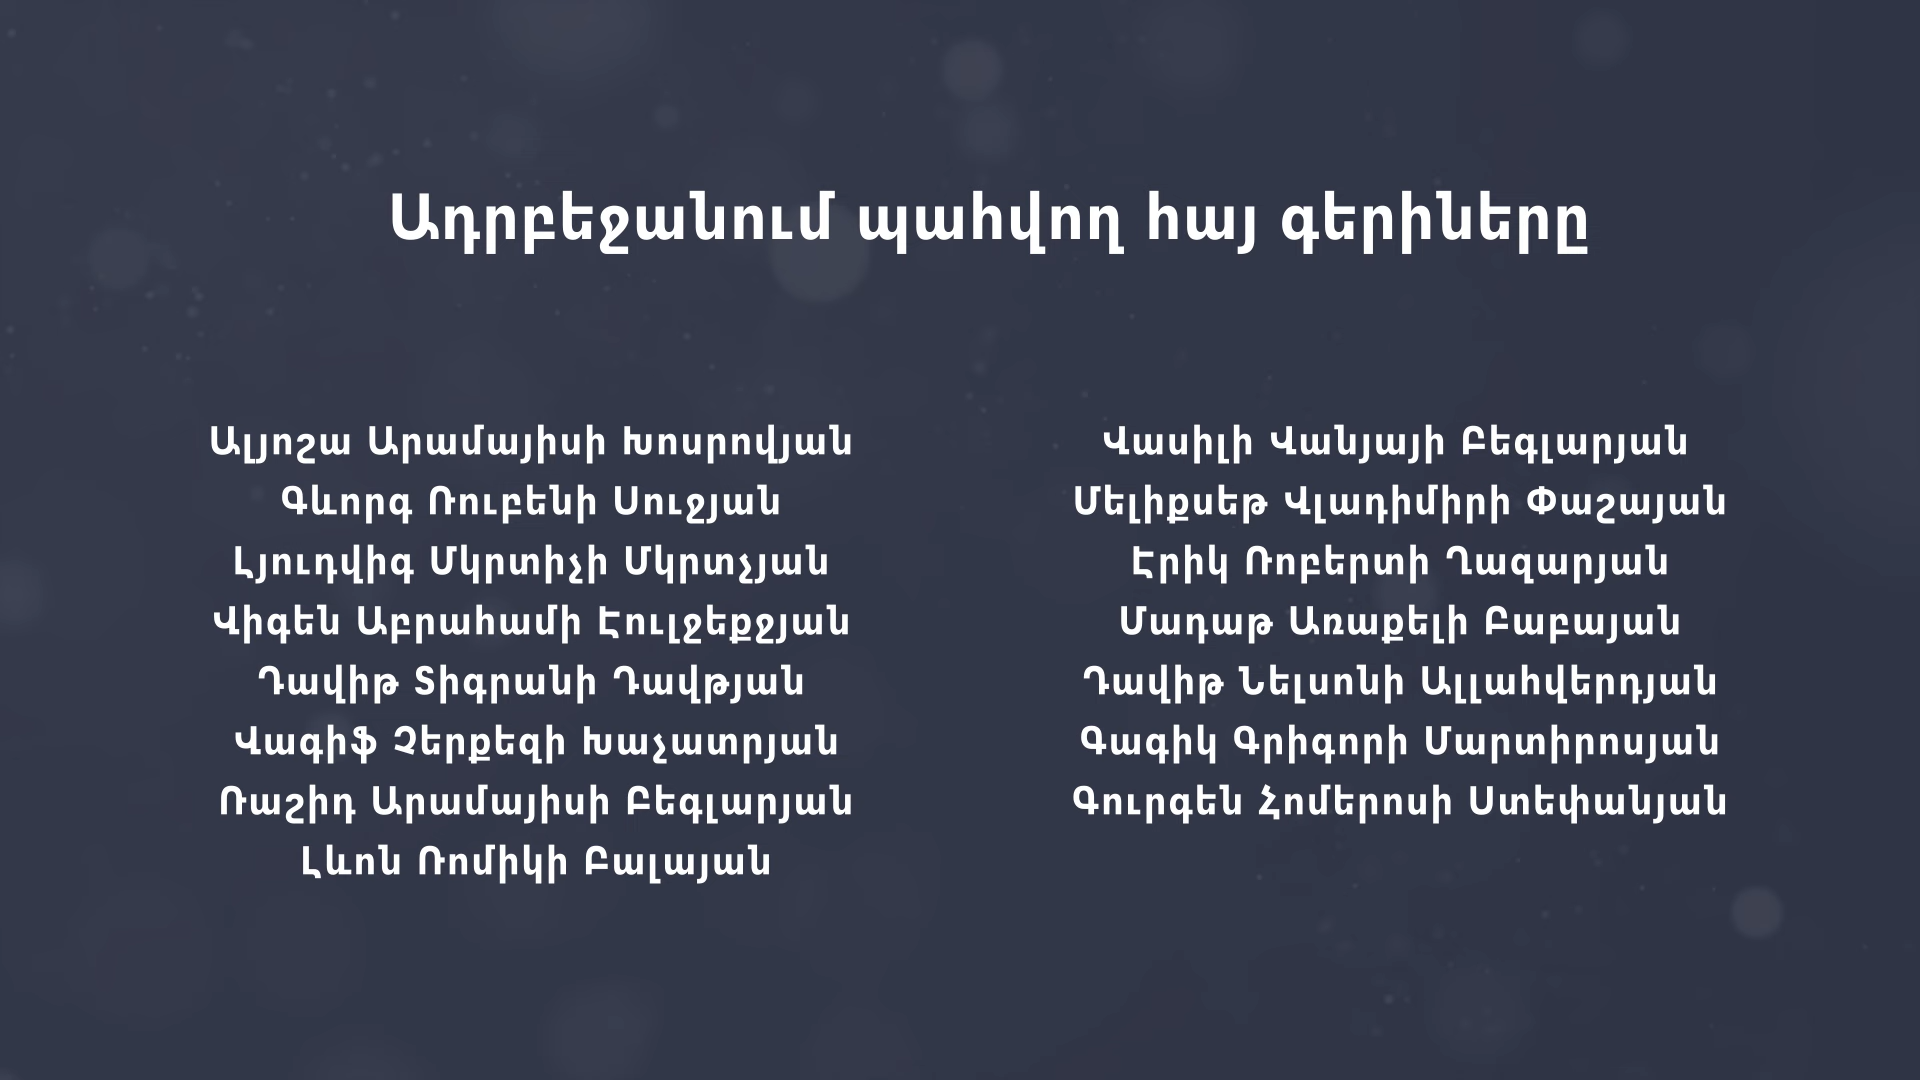 Ադրբեջանում պահվող հայ գերիները
Ալյոշա Արամայիսի Խոսրովյան
Գևորգ Ռուբենի Սուջյան
Լյուդվիգ Մկրտիչի Մկրտչյան
Վիգեն Աբրահամի Էուլջեքջյան
Դավիթ Տիգրանի Դավթյան
Վագիֆ Չերքեզի Խաչատրյան
Ռաշիդ Արամայիսի Բեգլարյան
Լևոն Ռոմիկի Բալայան
Վասիլի Վանյայի Բեգլարյան
Մելիքսեթ Վլադիմիրի Փաշայան
Էրիկ Ռոբերտի Ղազարյան
Մադաթ Առաքելի Բաբայան
Դավիթ Նելսոնի Ալլահվերդյան
Գագիկ Գրիգորի Մարտիրոսյան
Գուրգեն Հոմերոսի Ստեփանյան